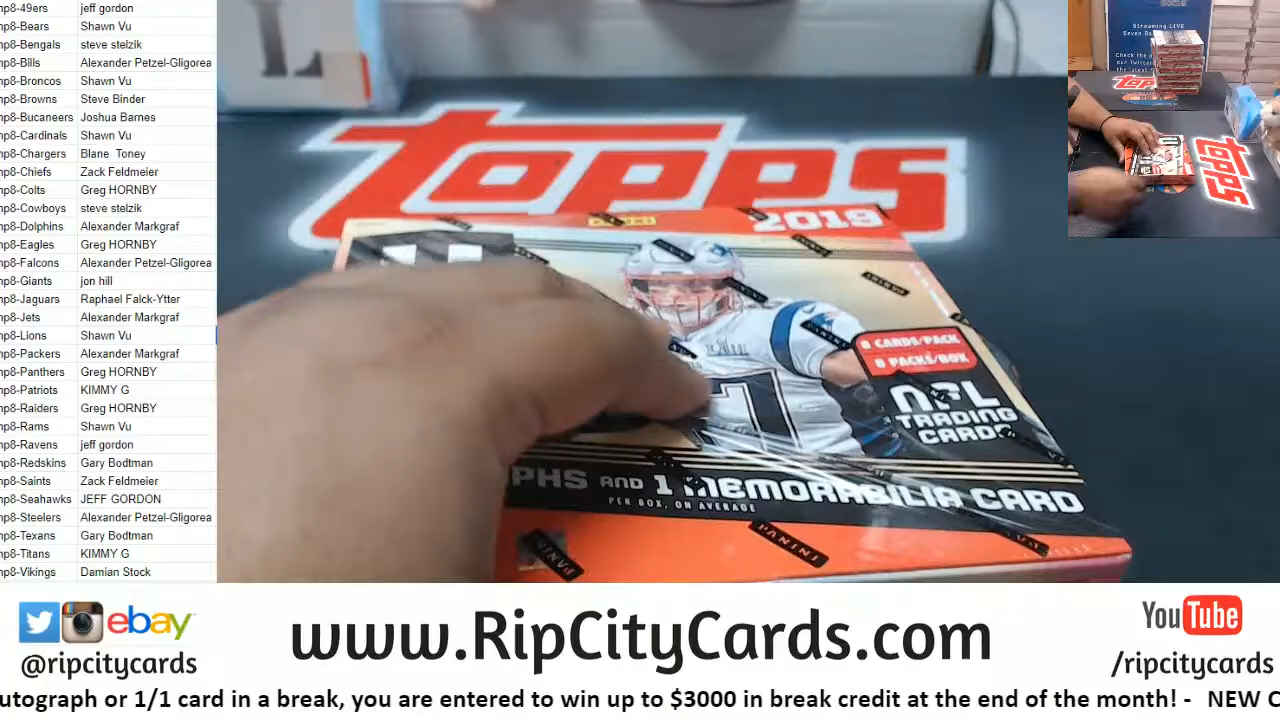 np8-49ers jeff gordon
np8-Bears Shawn Vu
np8-Bengals steve stelzik
np8-Bills Alexander Petzel-Gligorea
np8-Broncos Shawn Vu
np8-Browns Steve Binder
np8-Bucaneers Joshua Barnes
np8-Cardinals Shawn Vu
np8-Chargers Blane Toney
np8-Chiefs Zack Feldmeier
np8-Colts Greg HORNBY
np8-Cowboys steve stelzik
np8-Dolphins Alexander Markgraf
np8-Eagles Greg HORNBY
np8-Falcons Alexander Petzel-Gligorea
np8-Giants jon hill
np8-Jaguars Raphael Falck-Ytter
np8-Jets Alexander Markgraf
np8-Lions Shawn Vu
np8-Packers Alexander Markgraf
np8-Panthers Greg HORNBY
np8-Patriots KIMMY G
np8-Raiders Greg HORNBY
np8-Rams Shawn Vu
np8-Ravens jeff gordon
np8-Redskins Gary Bodtman
np8-Saints Zack Feldmeier
np8-Seahawks JEFF GORDON
np8-Steelers Alexander Petzel-Gligorea
np8-Texans Gary Bodtman
np8-Titans KIMMY G
np8-Vikings Damian Stock
L
Topps
2019
8 CARDS/PACK
8 PACKS/BOX
NFL
TRADING
CARDS
PHS AND 1 MEMORABILIA CARD
PER BOX, ON AVERAGE
PANINI
PANINI
Streaming LIVE
Check the
Topps
Topps
ebay
@ripcitycards
www.RipCityCards.com
YouTube
/ripcitycards
utograph or 1/1 card in a break, you are entered to win up to $3000 in break credit at the end of the month! - NEW C